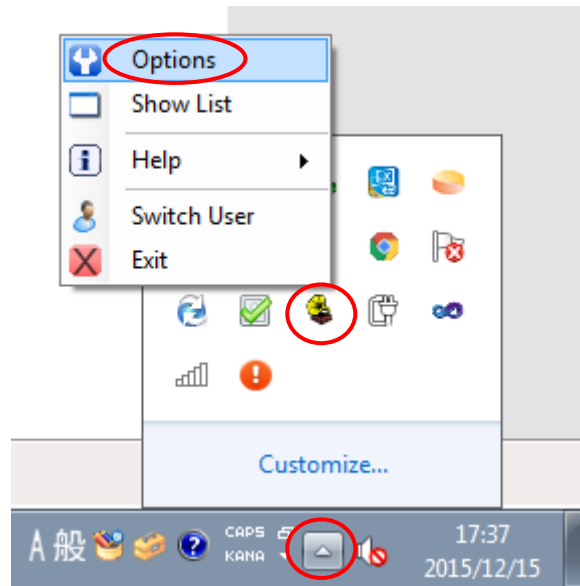 Options
Show List
Help
Switch User
Exit
Customize...
A 般
CAPS
KANA
17:37
2015/12/15